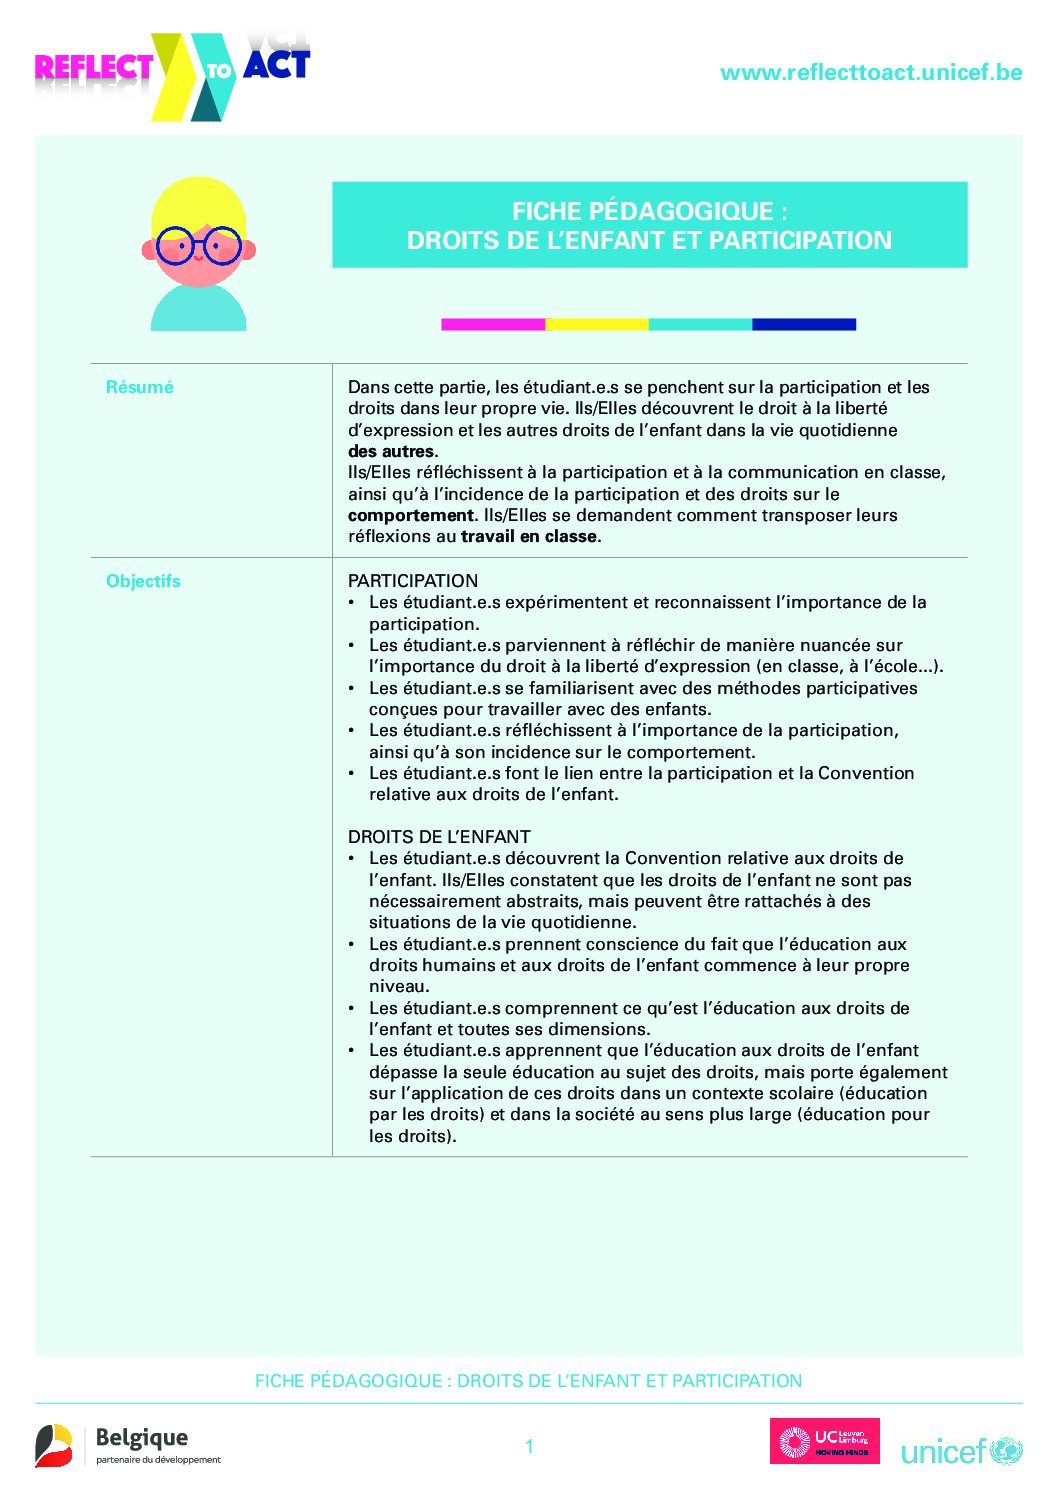 REFLECT TO ACT
www.reflecttoact.unicef.be
FICHE PÉDAGOGIQUE :
DROITS DE L’ENFANT ET PARTICIPATION
Résumé
Dans cette partie, les étudiant.e.s se penchent sur la participation et les
droits dans leur propre vie. Ils/Elles découvrent le droit à la liberté
d’expression et les autres droits de l’enfant dans la vie quotidienne
des autres.
Ils/Elles réfléchissent à la participation et à la communication en classe,
ainsi qu’à l’incidence de la participation et des droits sur le
comportement. Ils/Elles se demandent comment transposer leurs
réflexions au travail en classe.
Objectifs
PARTICIPATION
• Les étudiant.e.s expérimentent et reconnaissent l’importance de la
participation.
• Les étudiant.e.s parviennent à réfléchir de manière nuancée sur
l’importance du droit à la liberté d’expression (en classe, à l’école...).
• Les étudiant.e.s se familiarisent avec des méthodes participatives
conçues pour travailler avec des enfants.
• Les étudiant.e.s réfléchissent à l’importance de la participation,
ainsi qu’à son incidence sur le comportement.
• Les étudiant.e.s font le lien entre la participation et la Convention
relative aux droits de l’enfant.
DROITS DE L’ENFANT
• Les étudiant.e.s découvrent la Convention relative aux droits de
l’enfant. Ils/Elles constatent que les droits de l’enfant ne sont pas
nécessairement abstraits, mais peuvent être rattachés à des
situations de la vie quotidienne.
• Les étudiant.e.s prennent conscience du fait que l’éducation aux
droits humains et aux droits de l’enfant commence à leur propre
niveau.
• Les étudiant.e.s comprennent ce qu’est l’éducation aux droits de
l’enfant et toutes ses dimensions.
• Les étudiant.e.s apprennent que l’éducation aux droits de l’enfant
dépasse la seule éducation au sujet des droits, mais porte également
sur l’application de ces droits dans un contexte scolaire (éducation
par les droits) et dans la société au sens plus large (éducation pour
les droits).
FICHE PÉDAGOGIQUE : DROITS DE L’ENFANT ET PARTICIPATION
Belgique
partenaire du développement
1
UC Leuven
Limburg
MOVING MINDS
unicef